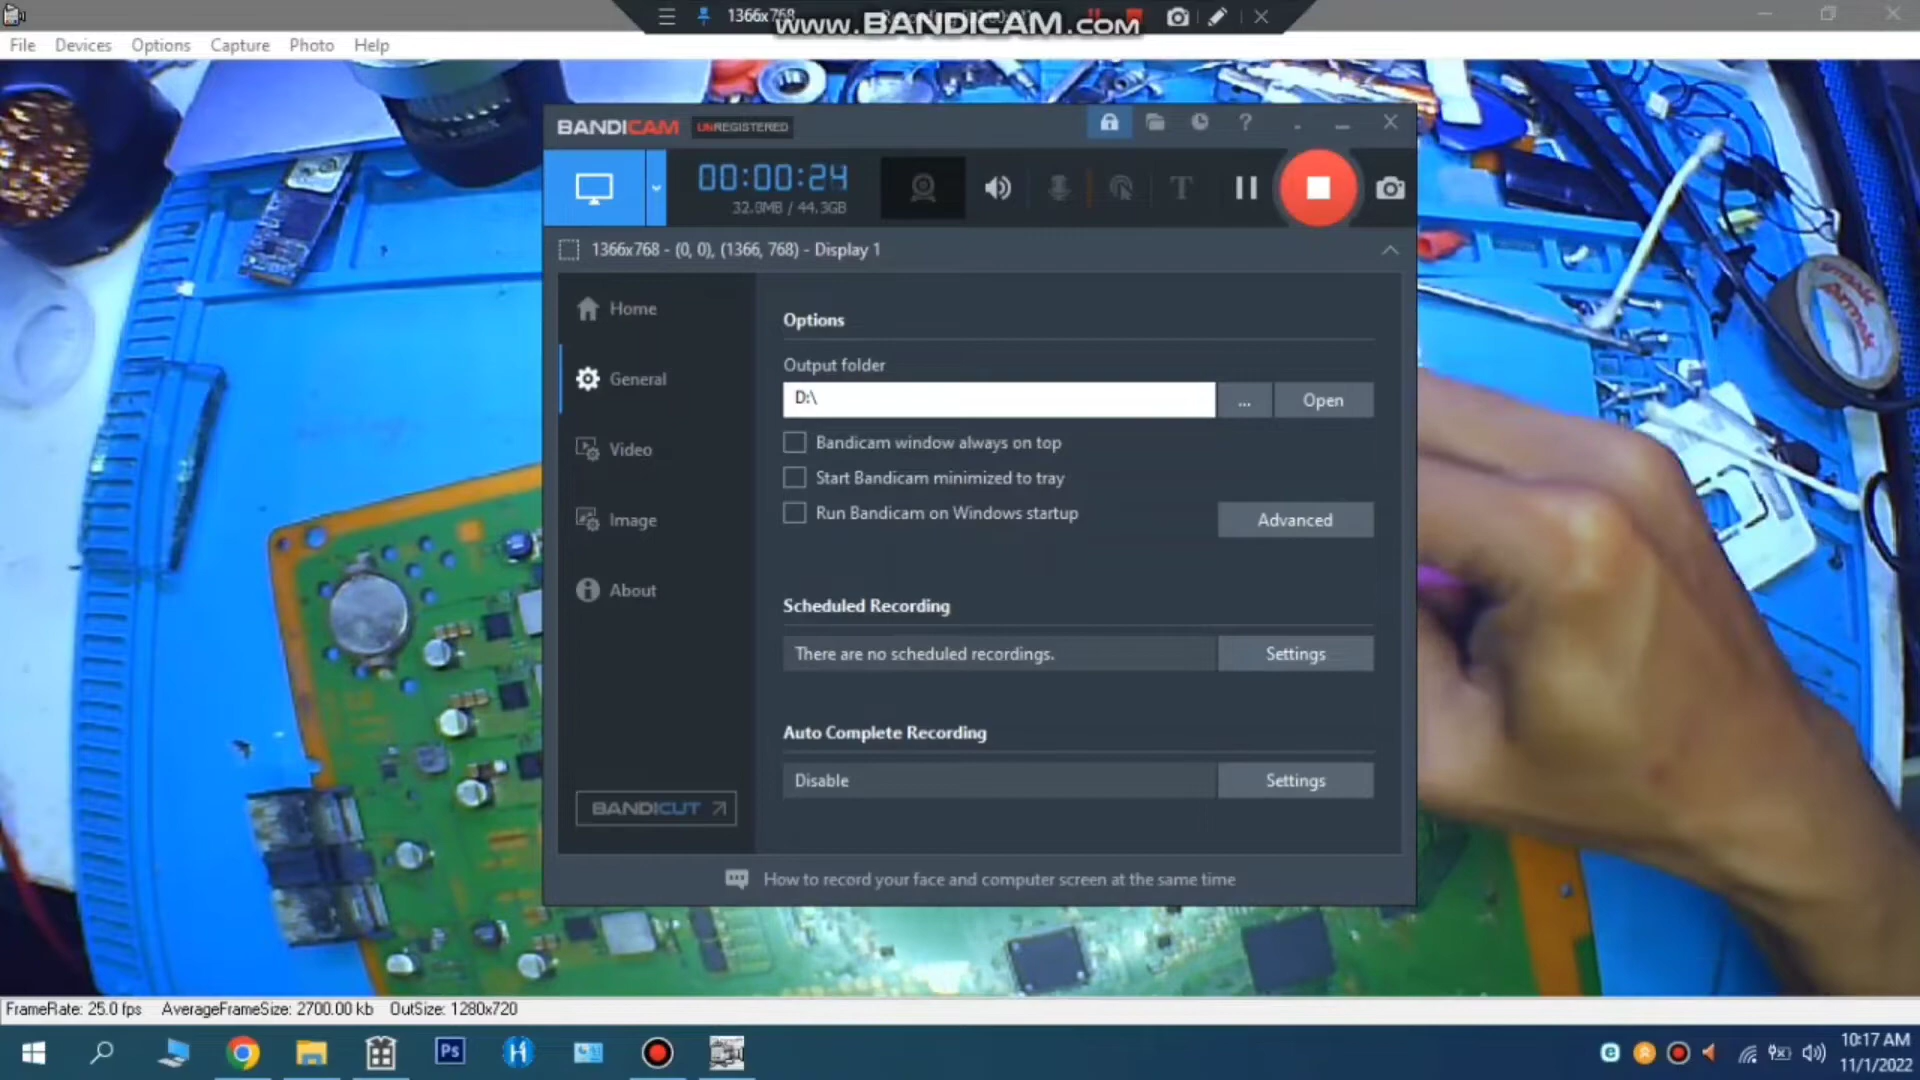 1366x768
www.BANDICAM.com
File Devices Options Capture Photo Help
BANDICAM UNREGISTERED
00:00:24
32.0MB / 44.3GB
1366x768 - (0, 0), (1366, 768) - Display 1
Home
General
Video
Image
About
BANDICUT
Options
Output folder
D:\
...
Open
Bandicam window always on top
Start Bandicam minimized to tray
Run Bandicam on Windows startup
Advanced
Scheduled Recording
There are no scheduled recordings.
Settings
Auto Complete Recording
Disable
Settings
How to record your face and computer screen at the same time
FrameRate: 25.0 fps AverageFrameSize: 2700.00 kb OutSize: 1280x720
Ps
10:17 AM
11/1/2022